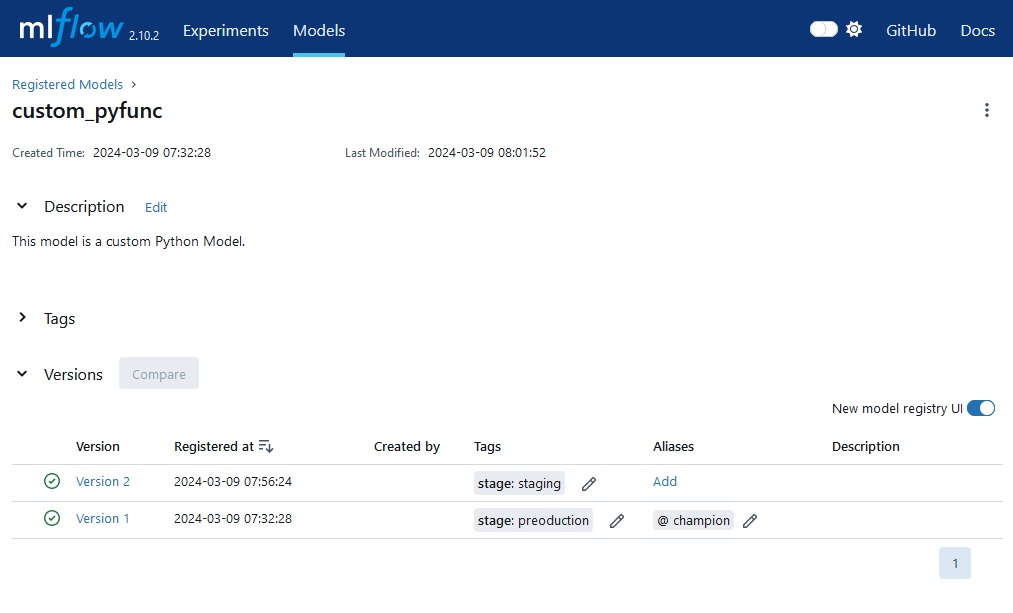 mlflow 2.10.2 Experiments Models GitHub Docs
Registered Models ›
custom_pyfunc
Created Time: 2024-03-09 07:32:28 Last Modified: 2024-03-09 08:01:52
Description Edit
This model is a custom Python Model.
Tags
Versions Compare
New model registry UI
Version Registered at Created by Tags Aliases Description
Version 2 2024-03-09 07:56:24 stage: staging Add
Version 1 2024-03-09 07:32:28 stage: preoduction @ champion
1